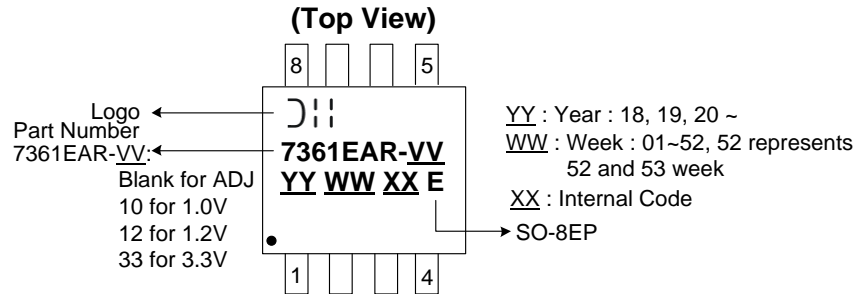 (Top View)
8
5
Logo
Part Number
7361EAR-VV:
Blank for ADJ
10 for 1.0V
12 for 1.2V
33 for 3.3V
7361EAR-VV
YY WW XX E
1
4
YY : Year : 18, 19, 20 ~
WW : Week : 01~52, 52 represents
52 and 53 week
XX : Internal Code
SO-8EP